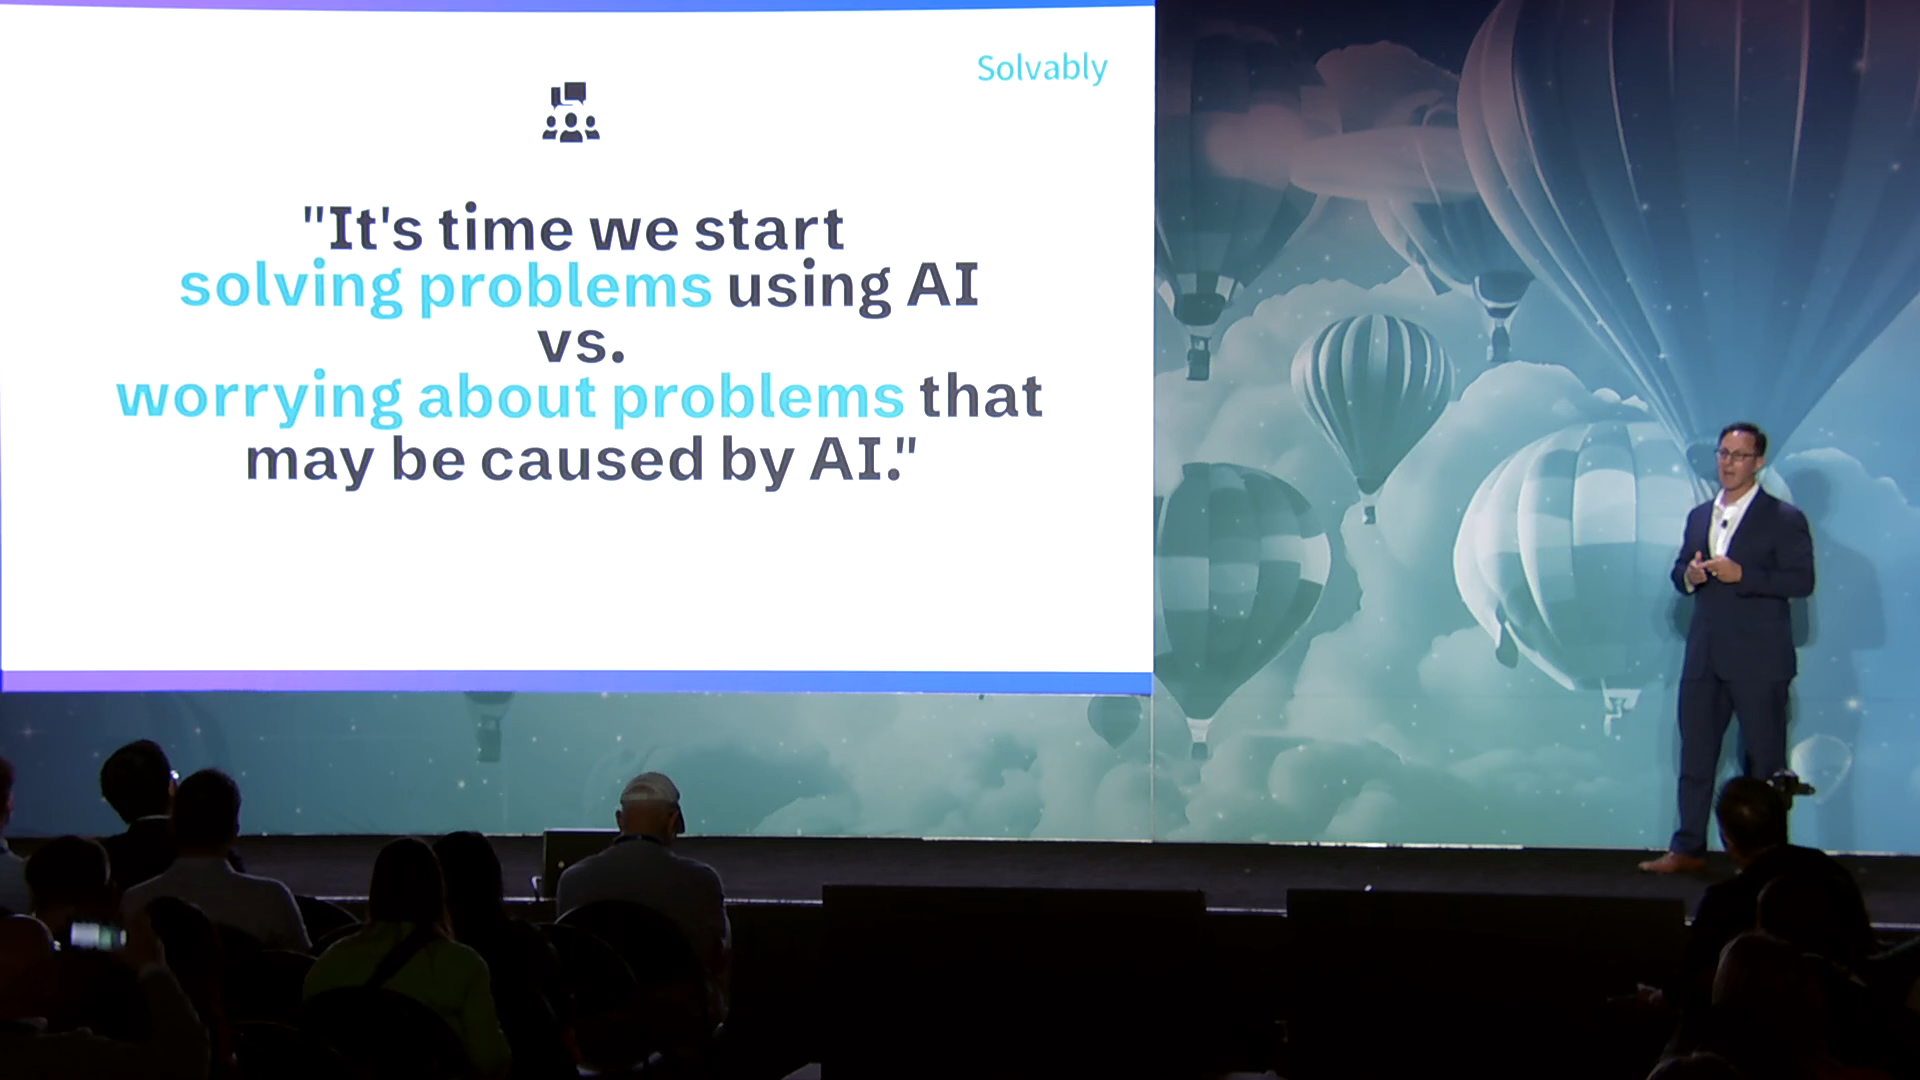 Solvably
"It's time we start
solving problems using AI
vs.
worrying about problems that
may be caused by AI."